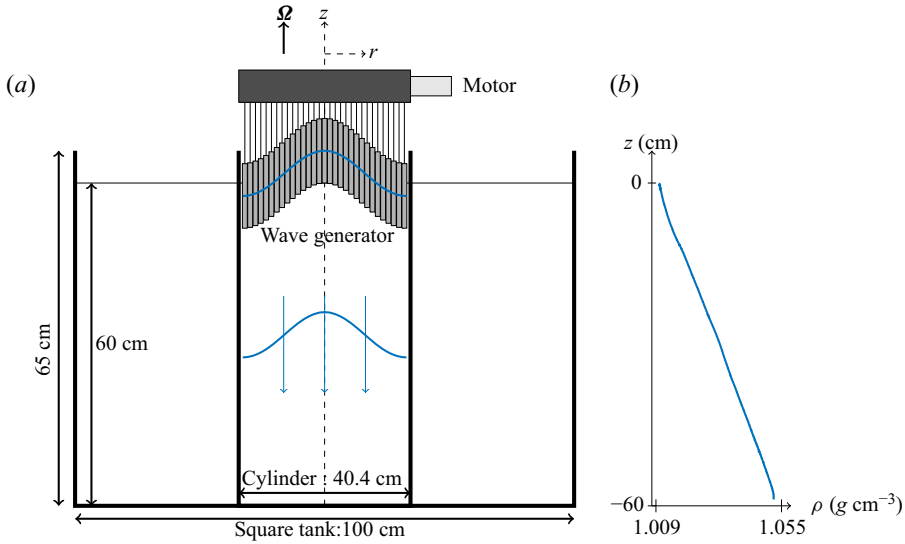 Ω
z
r
(a)
Motor
Wave generator
65 cm
60 cm
Cylinder : 40.4 cm
Square tank:100 cm
(b)
z (cm)
0
−60
1.009
1.055
ρ (g cm⁻³)